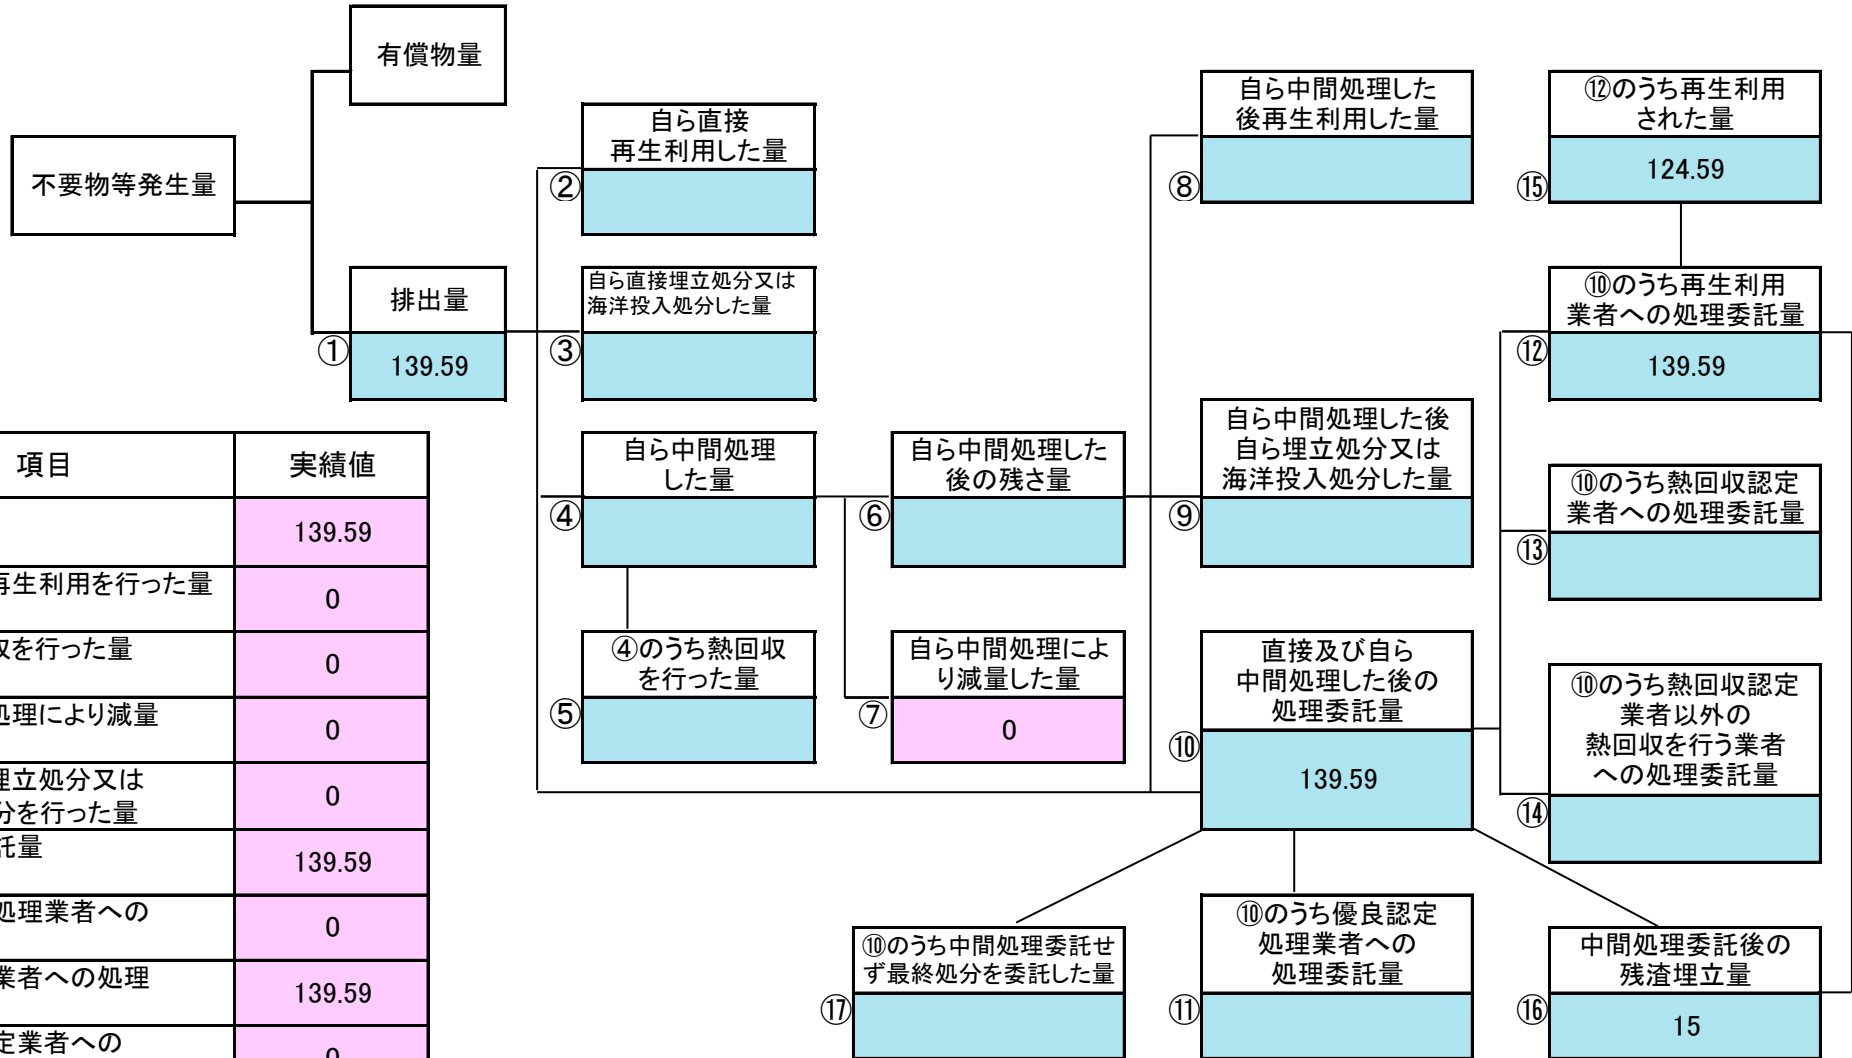 有償物量
不要物等発生量
排出量
①
139.59
自ら直接
再生利用した量
②
自ら直接埋立処分又は
海洋投入処分した量
③
自ら中間処理
した量
④
④のうち熱回収
を行った量
⑤
自ら中間処理した
後の残さ量
⑥
自ら中間処理によ
り減量した量
⑦
0
自ら中間処理した
後再生利用した量
⑧
自ら中間処理した後
自ら埋立処分又は
海洋投入処分した量
⑨
直接及び自ら
中間処理した後の
処理委託量
⑩
139.59
⑩のうち優良認定
処理業者への
処理委託量
⑪
⑫のうち再生利用
された量
⑮
124.59
⑩のうち再生利用
業者への処理委託量
⑫
139.59
⑩のうち熱回収認定
業者への処理委託量
⑬
⑩のうち熱回収認定
業者以外の
熱回収を行う業者
への処理委託量
⑭
中間処理委託後の
残渣埋立量
⑯
15
⑩のうち中間処理委託せ
ず最終処分を委託した量
⑰
項目 実績値
139.59
再生利用を行った量 0
を行った量 0
処理により減量 0
埋立処分又は
分を行った量 0
託量 139.59
処理業者への 0
業者への処理 139.59
定業者への 0